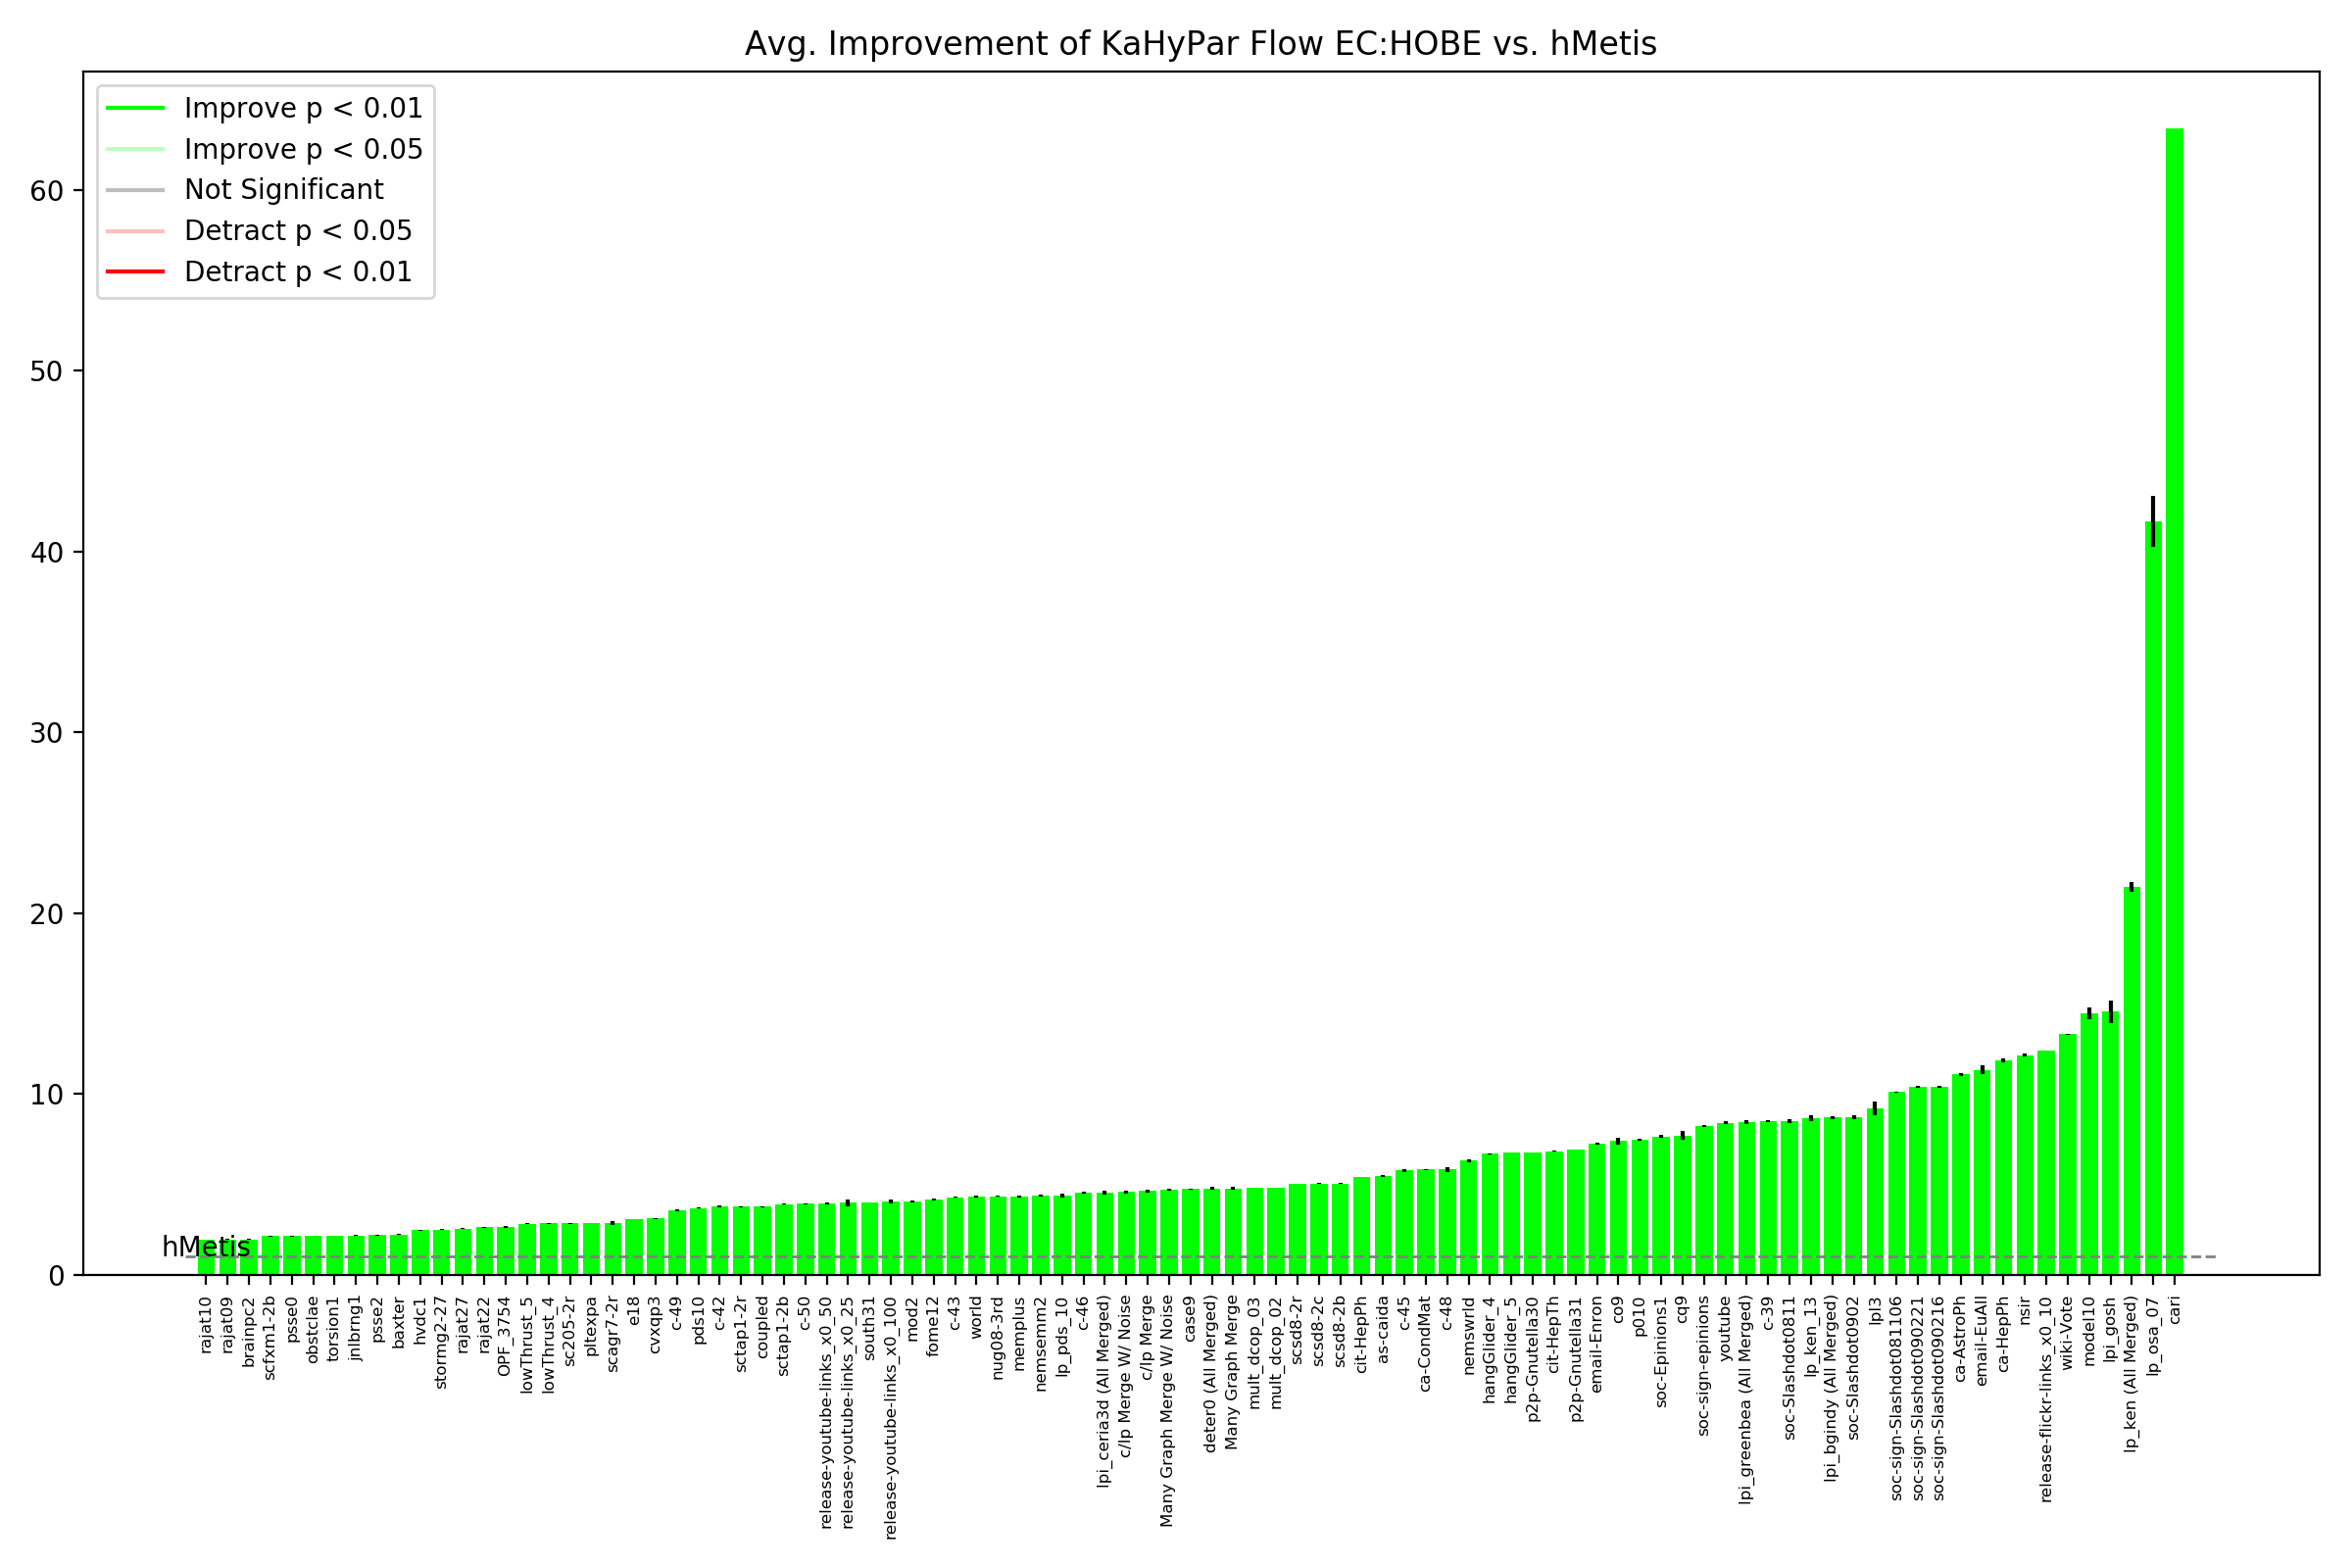 Avg. Improvement of KaHyPar Flow EC:HOBE vs. hMetis
Improve p < 0.01
Improve p < 0.05
Not Significant
Detract p < 0.05
Detract p < 0.01
60
50
40
30
20
10
0
hMetis
rajat10
rajat09
brainpc2
scfxm1-2b
psse0
obstclae
torsion1
jnlbrng1
psse2
baxter
hvdc1
stormg2-27
rajat27
rajat22
OPF_3754
lowThrust_5
lowThrust_4
sc205-2r
pltexpa
scagr7-2r
e18
cvxqp3
c-49
pds10
c-42
sctap1-2r
coupled
sctap1-2b
c-50
release-youtube-links_x0_50
release-youtube-links_x0_25
south31
release-youtube-links_x0_100
mod2
fome12
c-43
world
nug08-3rd
memplus
nemsemm2
lp_pds_10
c-46
lpi_ceria3d (All Merged)
c/lp Merge W/ Noise
c/lp Merge
Many Graph Merge W/ Noise
case9
deter0 (All Merged)
Many Graph Merge
mult_dcop_03
mult_dcop_02
scsd8-2r
scsd8-2c
scsd8-2b
cit-HepPh
as-caida
c-45
ca-CondMat
c-48
nemswrld
hangGlider_4
hangGlider_5
p2p-Gnutella30
cit-HepTh
p2p-Gnutella31
email-Enron
co9
p010
soc-Epinions1
cq9
soc-sign-epinions
youtube
lpi_greenbea (All Merged)
c-39
soc-Slashdot0811
lp_ken_13
lpi_bgindy (All Merged)
soc-Slashdot0902
lpl3
soc-sign-Slashdot081106
soc-sign-Slashdot090221
soc-sign-Slashdot090216
ca-AstroPh
email-EuAll
ca-HepPh
nsir
release-flickr-links_x0_10
wiki-Vote
model10
lpi_gosh
lp_ken (All Merged)
lp_osa_07
cari